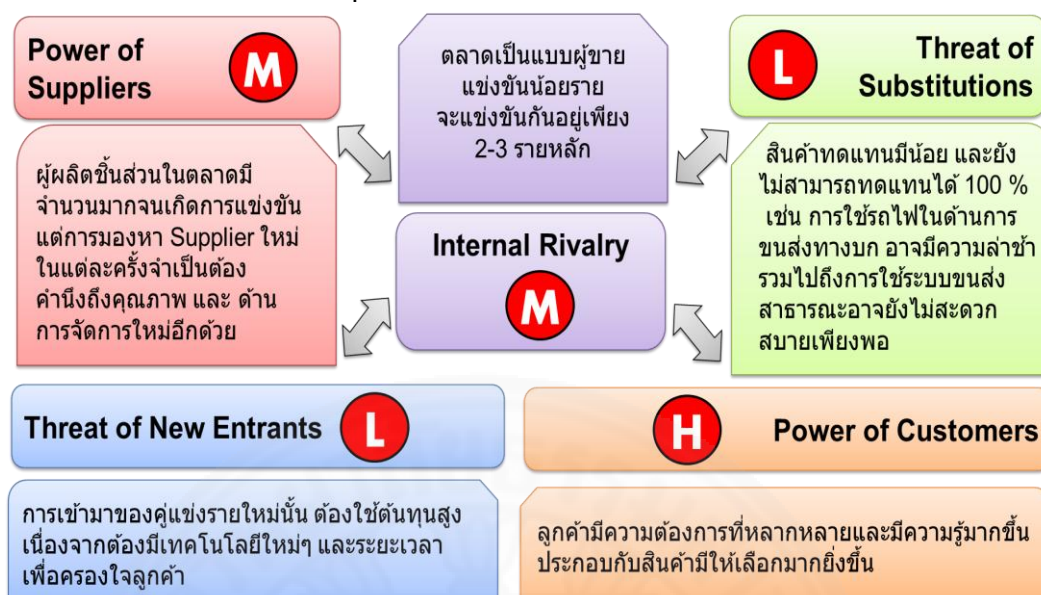 Power of
Suppliers
M
ผู้ผลิตชิ้นส่วนในตลาดมี
จำนวนมากจนเกิดการแข่งขัน
แต่การมองหา Supplier ใหม่
ในแต่ละครั้งจำเป็นต้อง
คำนึงถึงคุณภาพ และ ด้าน
การจัดการใหม่อีกด้วย
ตลาดเป็นแบบผู้ขาย
แข่งขันน้อยราย
จะแข่งขันกันอยู่เพียง
2-3 รายหลัก
Internal Rivalry
M
L
Threat of
Substitutions
สินค้าทดแทนมีน้อย และยัง
ไม่สามารถทดแทนได้ 100 %
เช่น การใช้รถไฟในด้านการ
ขนส่งทางบก อาจมีความล่าช้า
รวมไปถึงการใช้ระบบขนส่ง
สาธารณะอาจยังไม่สะดวก
สบายเพียงพอ
Threat of New Entrants
L
การเข้ามาของคู่แข่งรายใหม่นั้น ต้องใช้ต้นทุนสูง
เนื่องจากต้องมีเทคโนโลยีใหม่ๆ และระยะเวลา
เพื่อครองใจลูกค้า
H
Power of Customers
ลูกค้ามีความต้องการที่หลากหลายและมีความรู้มากขึ้น
ประกอบกับสินค้ามีให้เลือกมากยิ่งขึ้น